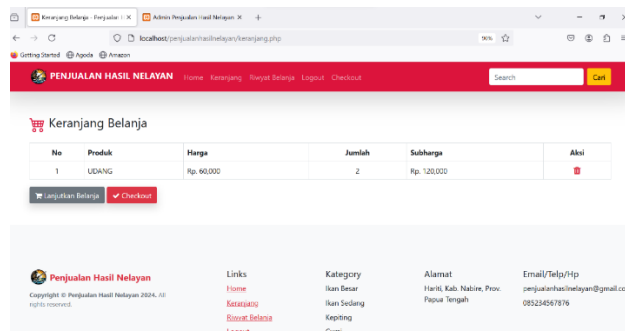 Keranjang Belanja - Penjualan H
Admin Penjualan Hasil Nelayan
localhost/penjualanhasilnelayan/keranjang.php
90%
Getting Started Agoda Amazon
PENJUALAN HASIL NELAYAN Home Keranjang Riwyat Belanja Logout Checkout Search Cari
Keranjang Belanja
No Produk Harga Jumlah Subharga Aksi
1 UDANG Rp. 60,000 2 Rp. 120,000
Lanjutkan Belanja Checkout
Penjualan Hasil Nelayan Links Kategory Alamat Email/Telp/Hp
Copyright © Penjualan Hasil Nelayan 2024. All rights reserved.
Home
Keranjang
Riwyat Belanja
Logout
Ikan Besar
Ikan Sedang
Kepiting
Cumi
Hariti, Kab. Nabire, Prov.
Papua Tengah
penjualanhasilnelayan@gmail.co
085234567876